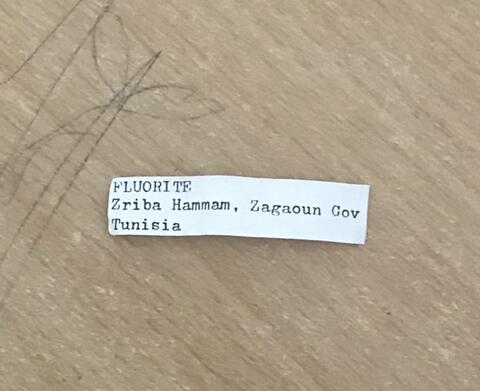 FLUORITE
Zriba Hammam, Zagaoun Gov
Tunisia